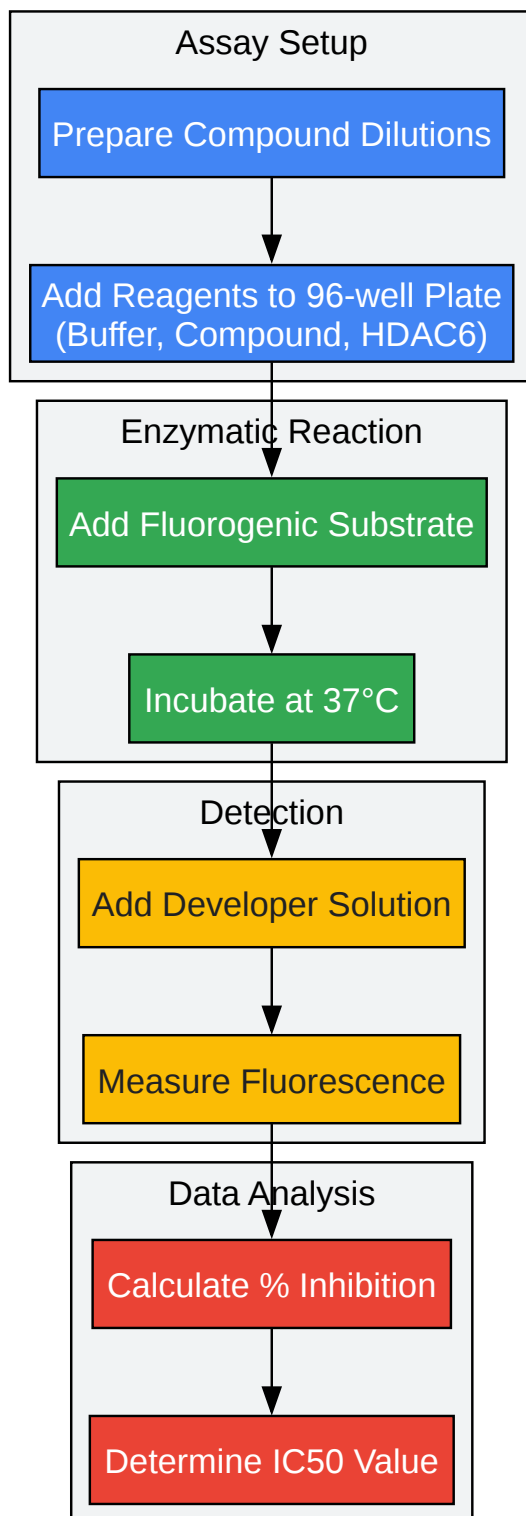 Assay Setup
Prepare Compound Dilutions
Add Reagents to 96-well Plate
(Buffer, Compound, HDAC6)
Enzymatic Reaction
Add Fluorogenic Substrate
Incubate at 37°C
Detection
Add Developer Solution
Measure Fluorescence
Data Analysis
Calculate % Inhibition
Determine IC50 Value